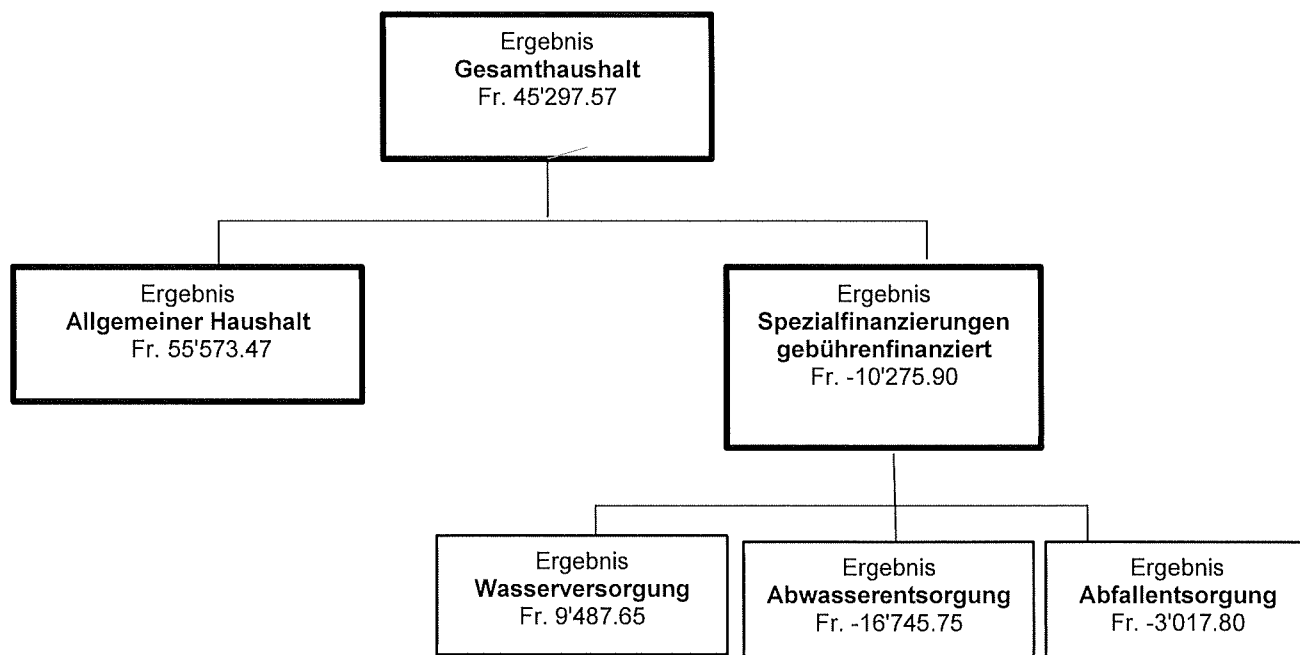 Ergebnis
Gesamthaushalt
Fr. 45'297.57
Ergebnis
Allgemeiner Haushalt
Fr. 55'573.47
Ergebnis
Spezialfinanzierungen
gebührenfinanziert
Fr. -10'275.90
Ergebnis
Wasserversorgung
Fr. 9'487.65
Ergebnis
Abwasserentsorgung
Fr. -16'745.75
Ergebnis
Abfallentsorgung
Fr. -3'017.80